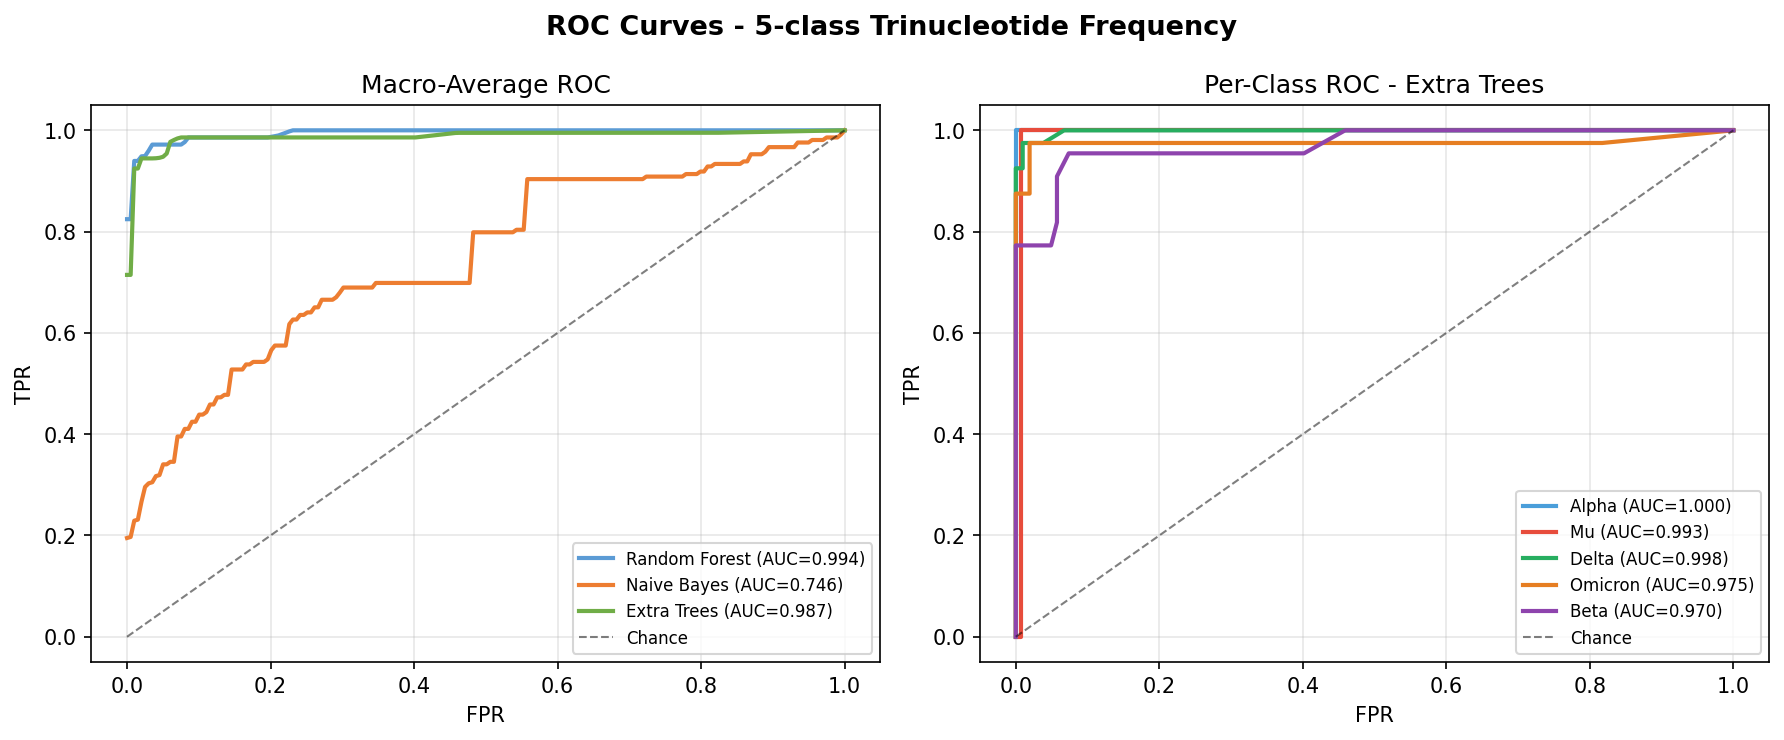 ROC Curves - 5-class Trinucleotide Frequency
Macro-Average ROC
1.0
0.8
0.6
0.4
0.2
0.0
TPR
0.0 0.2 0.4 0.6 0.8 1.0
FPR
Random Forest (AUC=0.994)
Naive Bayes (AUC=0.746)
Extra Trees (AUC=0.987)
Chance
Per-Class ROC - Extra Trees
1.0
0.8
0.6
0.4
0.2
0.0
TPR
0.0 0.2 0.4 0.6 0.8 1.0
FPR
Alpha (AUC=1.000)
Mu (AUC=0.993)
Delta (AUC=0.998)
Omicron (AUC=0.975)
Beta (AUC=0.970)
Chance